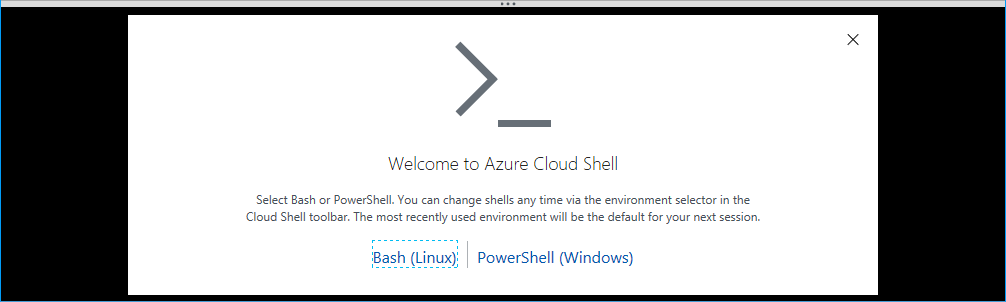 Welcome to Azure Cloud Shell
Select Bash or PowerShell. You can change shells any time via the environment selector in the
Cloud Shell toolbar. The most recently used environment will be the default for your next session.
Bash (Linux) PowerShell (Windows)